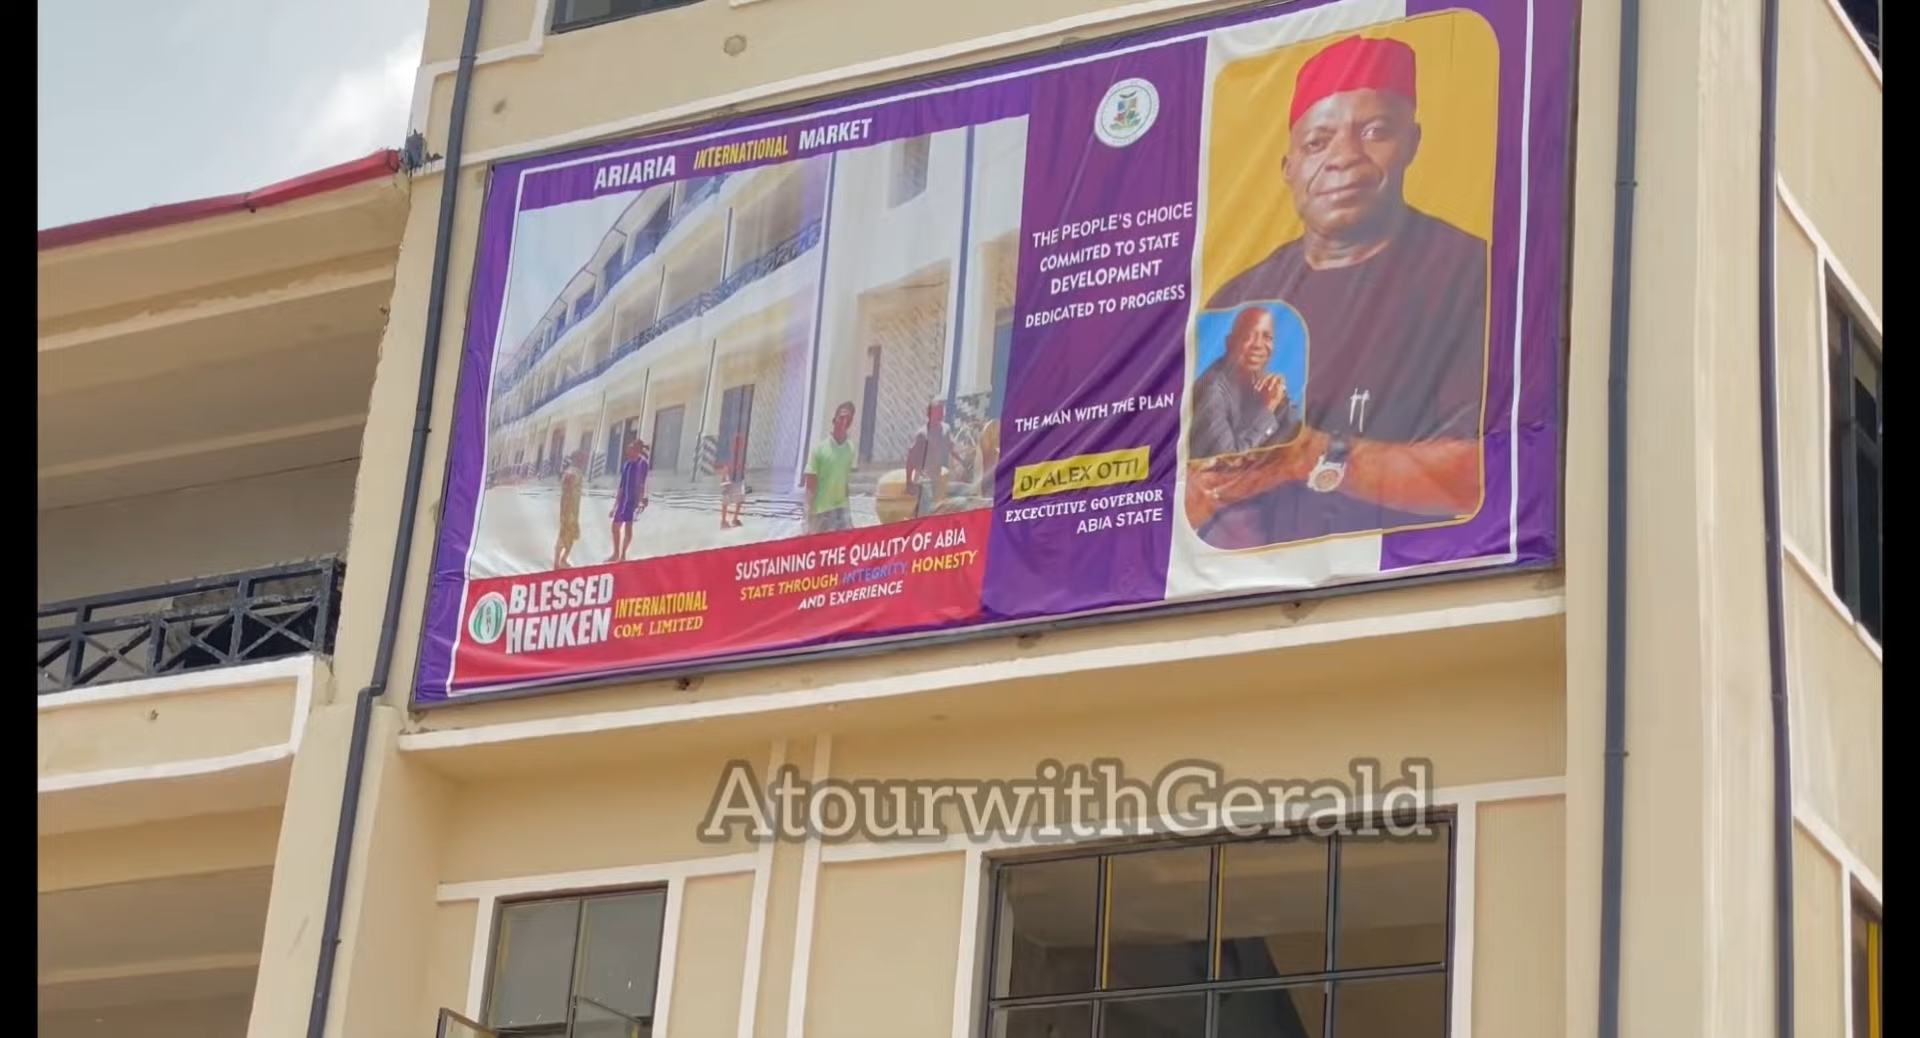 ARIARIA INTERNATIONAL MARKET
THE PEOPLE'S CHOICE
COMMITED TO STATE
DEVELOPMENT
DEDICATED TO PROGRESS
THE MAN WITH THE PLAN
Dr ALEX OTTI
EXCECUTIVE GOVERNOR
ABIA STATE
BLESSED
HENKEN
INTERNATIONAL
COM. LIMITED
SUSTAINING THE QUALITY OF ABIA
STATE THROUGH INTEGRITY, HONESTY
AND EXPERIENCE
AtourwithGerald